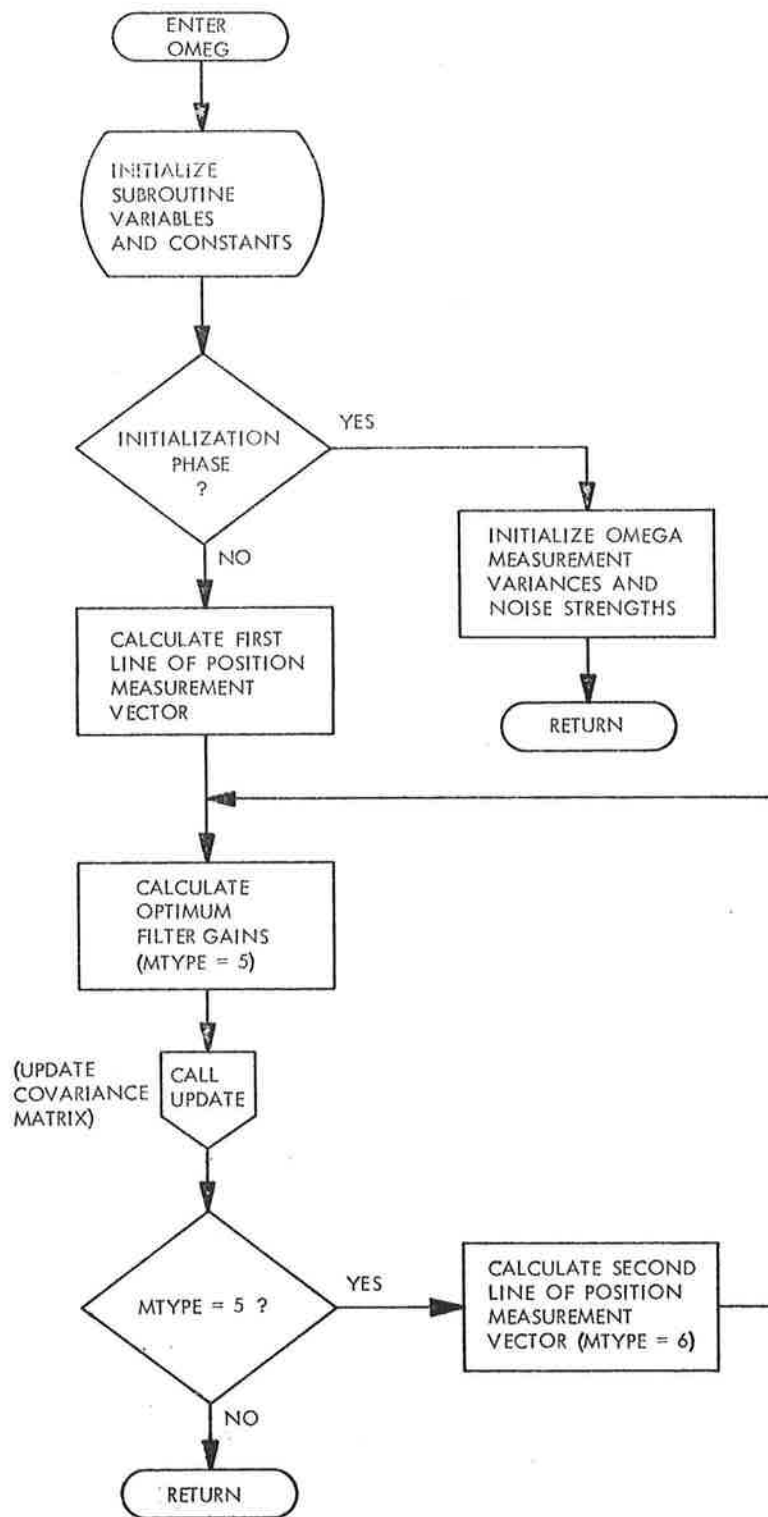 ENTER
OMEG
INITIALIZE
SUBROUTINE
VARIABLES
AND CONSTANTS
INITIALIZATION
PHASE
?
YES
NO
INITIALIZE OMEGA
MEASUREMENT
VARIANCES AND
NOISE STRENGTHS
RETURN
CALCULATE FIRST
LINE OF POSITION
MEASUREMENT
VECTOR
CALCULATE
OPTIMUM
FILTER GAINS
(MTYPE = 5)
(UPDATE
COVARIANCE
MATRIX)
CALL
UPDATE
MTYPE = 5 ?
YES
CALCULATE SECOND
LINE OF POSITION
MEASUREMENT
VECTOR (MTYPE = 6)
NO
RETURN